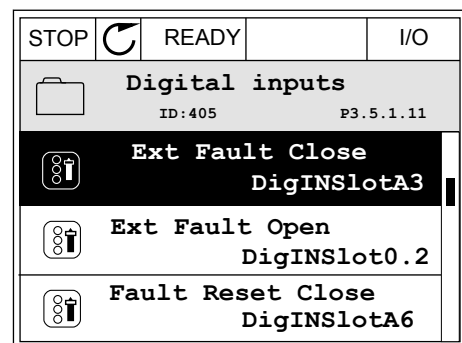 STOP READY I/O
Digital inputs
ID:405 P3.5.1.11
Ext Fault Close
DigINSlotA3
Ext Fault Open
DigINSlot0.2
Fault Reset Close
DigINSlotA6